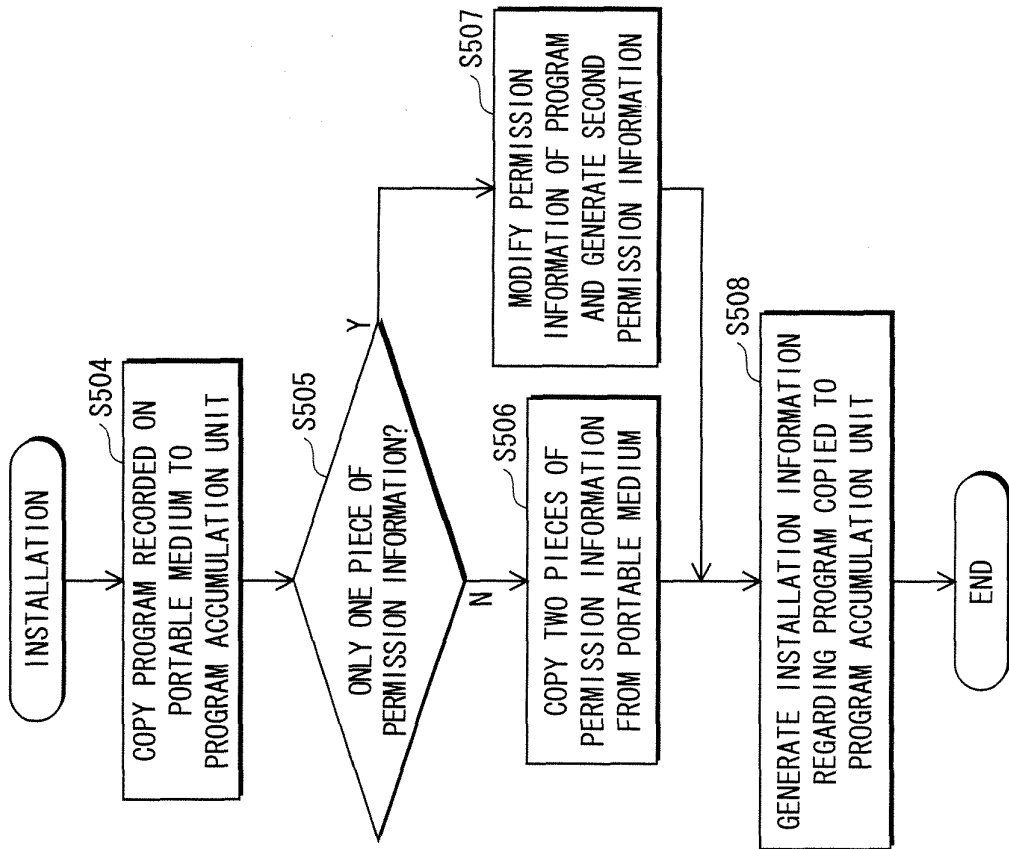 INSTALLATION
S504
COPY PROGRAM RECORDED ON
PORTABLE MEDIUM TO
PROGRAM ACCUMULATION UNIT
S505
ONLY ONE PIECE OF
PERMISSION INFORMATION?
Y
N
S506
COPY TWO PIECES OF
PERMISSION INFORMATION
FROM PORTABLE MEDIUM
S507
MODIFY PERMISSION
INFORMATION OF PROGRAM
AND GENERATE SECOND
PERMISSION INFORMATION
S508
GENERATE INSTALLATION INFORMATION
REGARDING PROGRAM COPIED TO
PROGRAM ACCUMULATION UNIT
END